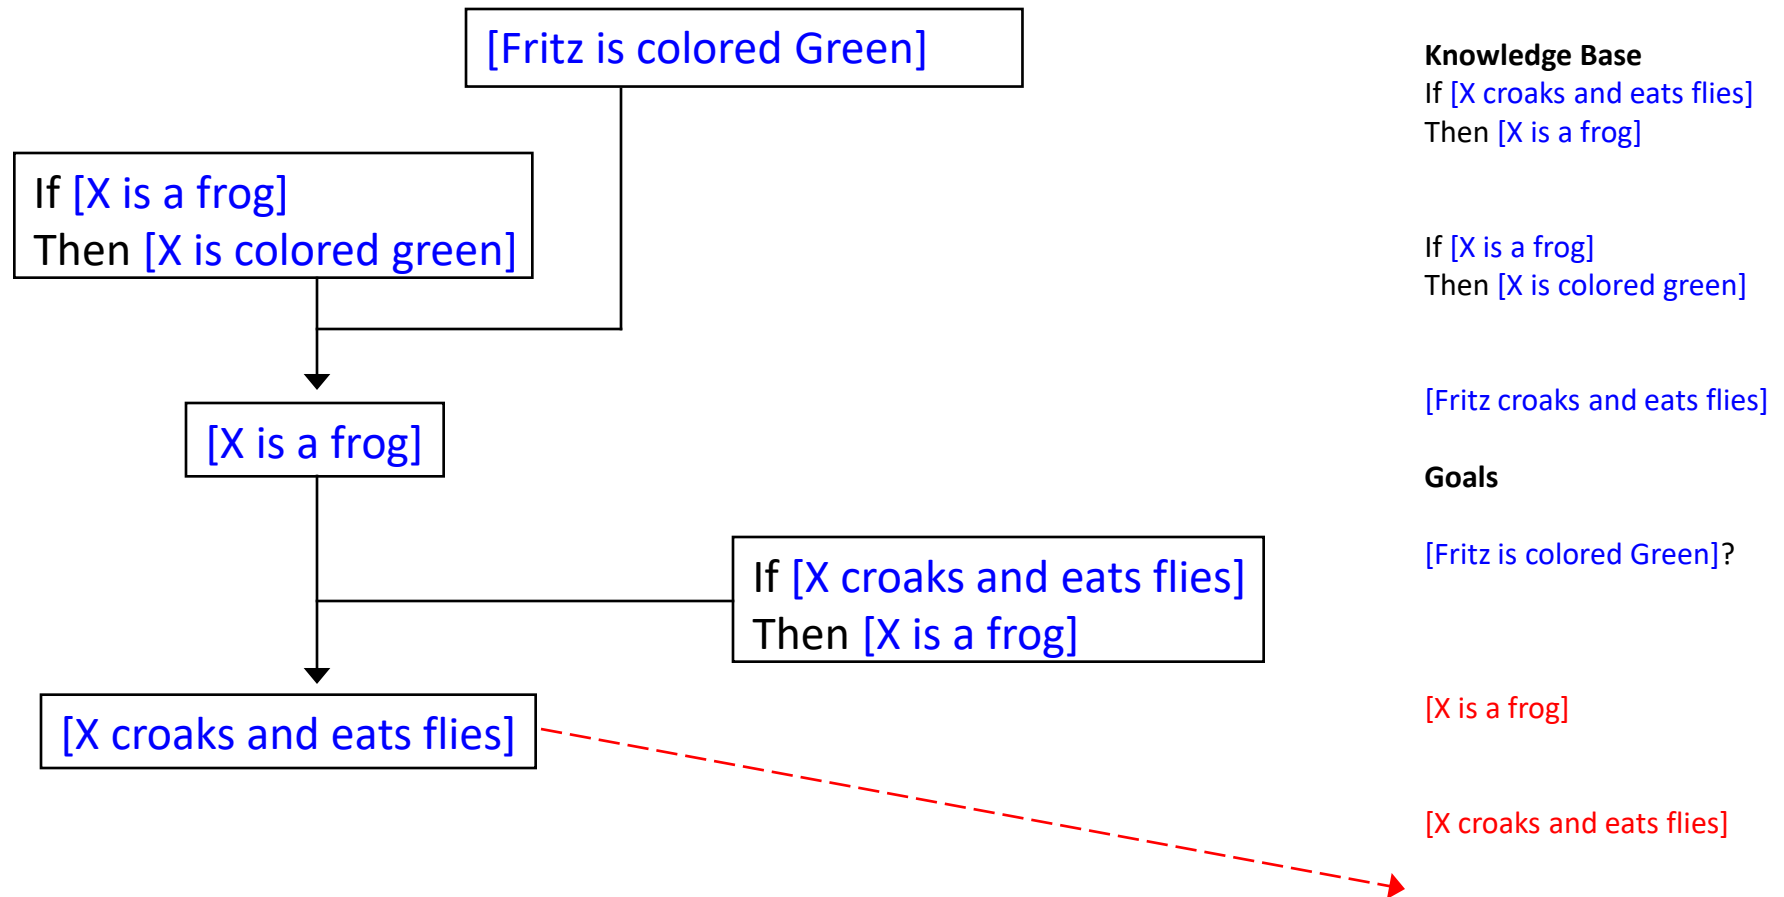 [Fritz is colored Green]
If [X is a frog]
Then [X is colored green]
[X is a frog]
If [X croaks and eats flies]
Then [X is a frog]
[X croaks and eats flies]
Knowledge Base
If [X croaks and eats flies]
Then [X is a frog]
If [X is a frog]
Then [X is colored green]
[Fritz croaks and eats flies]
Goals
[Fritz is colored Green]?
[X is a frog]
[X croaks and eats flies]